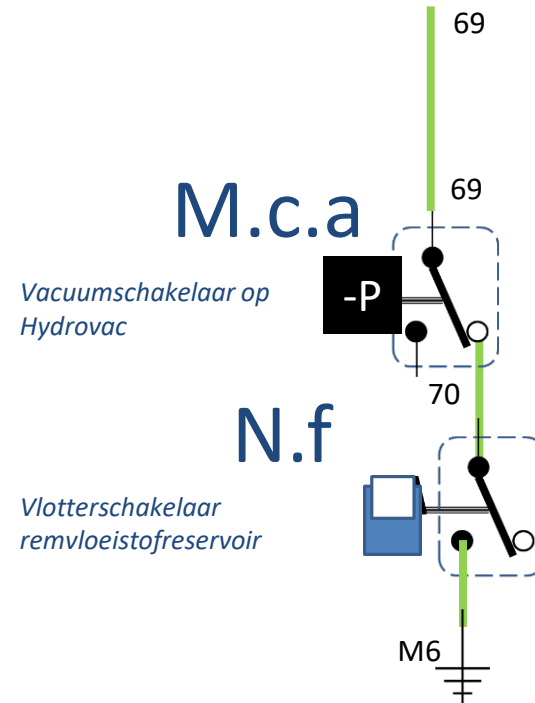 69
69
M.c.a
Vacuumschakelaar op
Hydrovac
-P
70
N.f
Vlotterschakelaar
remvloeistofreservoir
M6